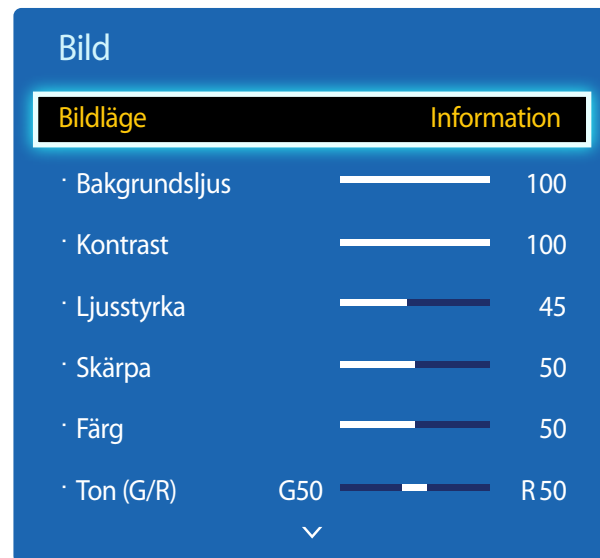 Bild
Bildläge Information
· Bakgrundsljus 100
· Kontrast 100
· Ljusstyrka 45
· Skärpa 50
· Färg 50
· Ton (G/R) G50 R50